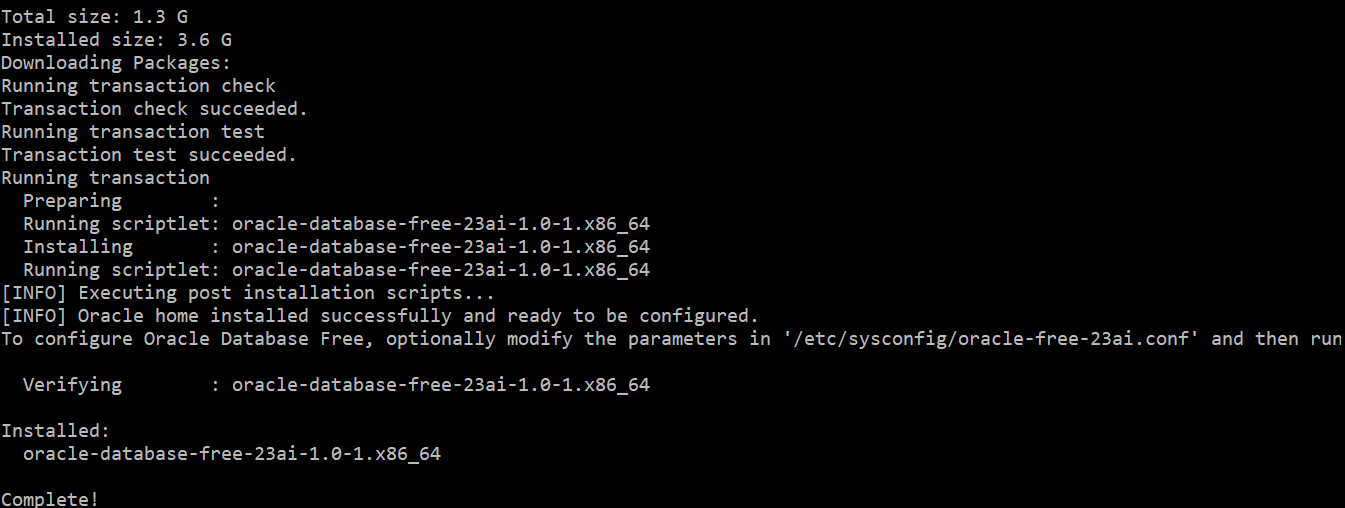 Total size: 1.3 G
Installed size: 3.6 G
Downloading Packages:
Running transaction check
Transaction check succeeded.
Running transaction test
Transaction test succeeded.
Running transaction
  Preparing        :
  Running scriptlet: oracle-database-free-23ai-1.0-1.x86_64
  Installing       : oracle-database-free-23ai-1.0-1.x86_64
  Running scriptlet: oracle-database-free-23ai-1.0-1.x86_64
[INFO] Executing post installation scripts...
[INFO] Oracle home installed successfully and ready to be configured.
To configure Oracle Database Free, optionally modify the parameters in '/etc/sysconfig/oracle-free-23ai.conf' and then run
  Verifying        : oracle-database-free-23ai-1.0-1.x86_64
Installed:
  oracle-database-free-23ai-1.0-1.x86_64
Complete!